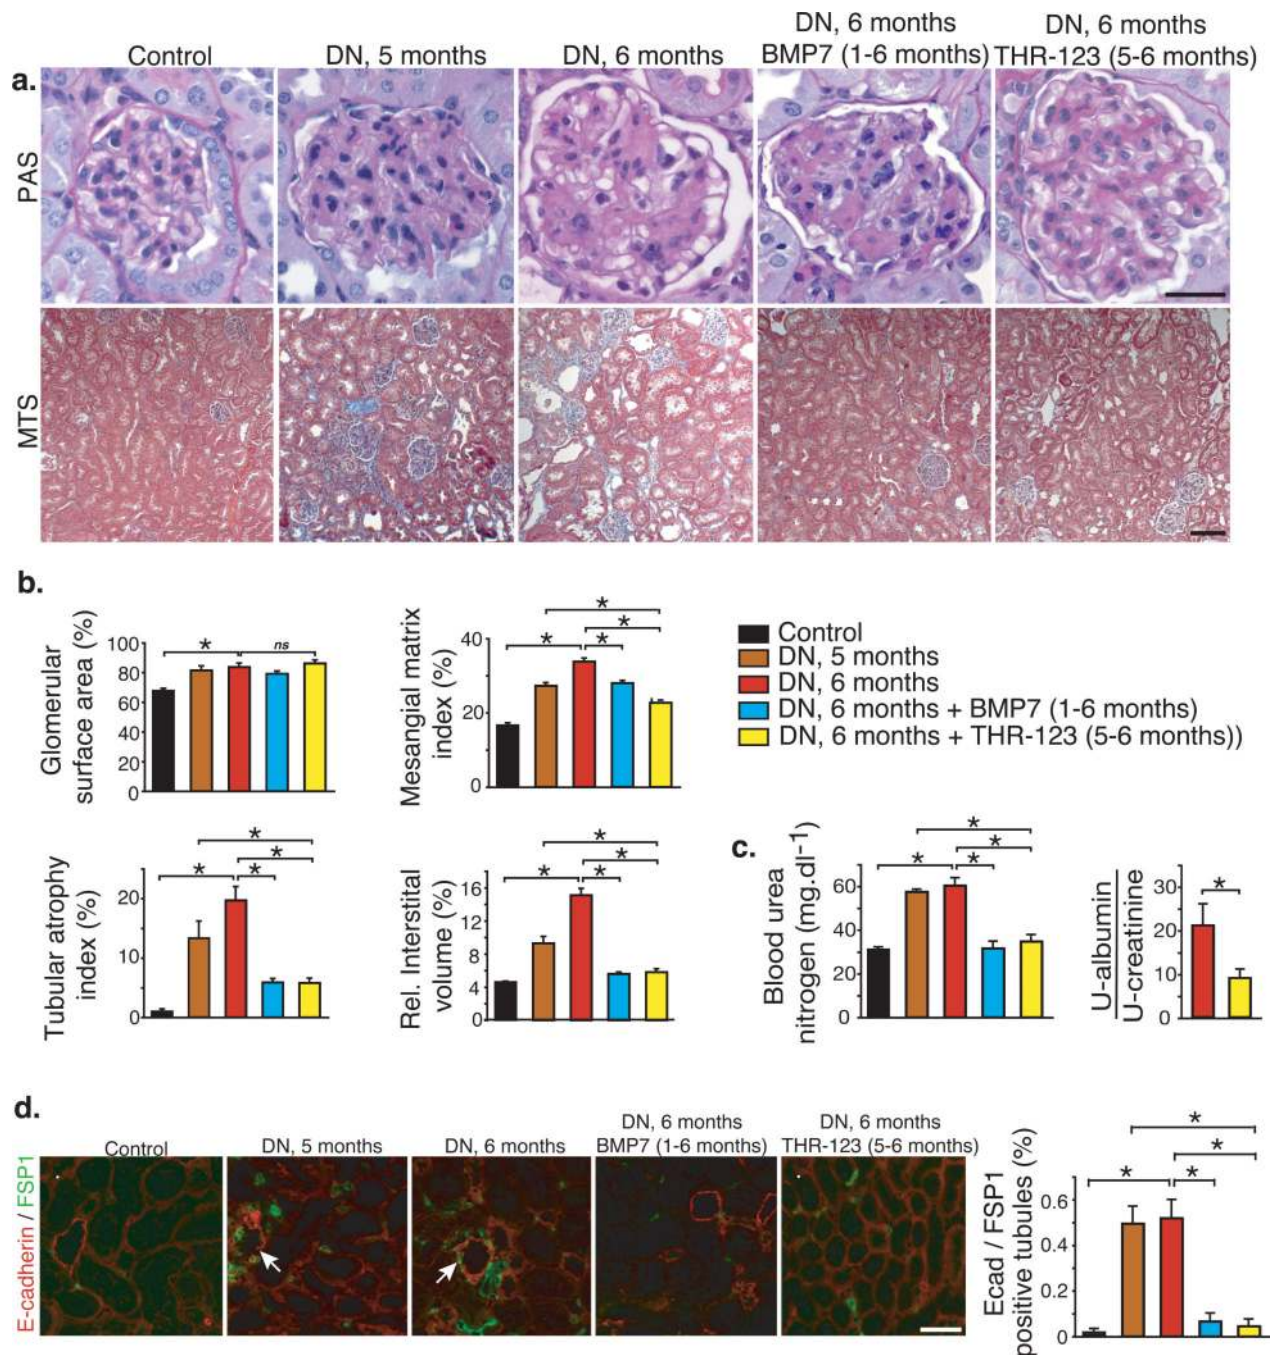 DN, 6 months
DN, 6 months
Control
DN, 5 months
DN, 6 months
BMP7 (1-6 months)
THR-123 (5-6 months)
a.
PAS
MTS
b.
Glomerular
surface area (%)
100
80
60
40
20
0
*
ns
Mesangial matrix
index (%)
40
20
0
*
*
*
*
Control
DN, 5 months
DN, 6 months
DN, 6 months + BMP7 (1-6 months)
DN, 6 months + THR-123 (5-6 months))
Tubular atrophy
index (%)
20
10
0
*
*
*
*
Rel. Interstitial
volume (%)
16
12
8
4
0
*
*
*
*
c.
Blood urea
nitrogen (mg.dl-1)
60
30
0
*
*
*
*
U-albumin
U-creatinine
30
20
10
0
*
d.
E-cadherin / FSP1
Control
DN, 5 months
DN, 6 months
DN, 6 months
BMP7 (1-6 months)
DN, 6 months
THR-123 (5-6 months)
Ecad / FSP1
positive tubules (%)
0.6
0.4
0.2
0
*
*
*
*